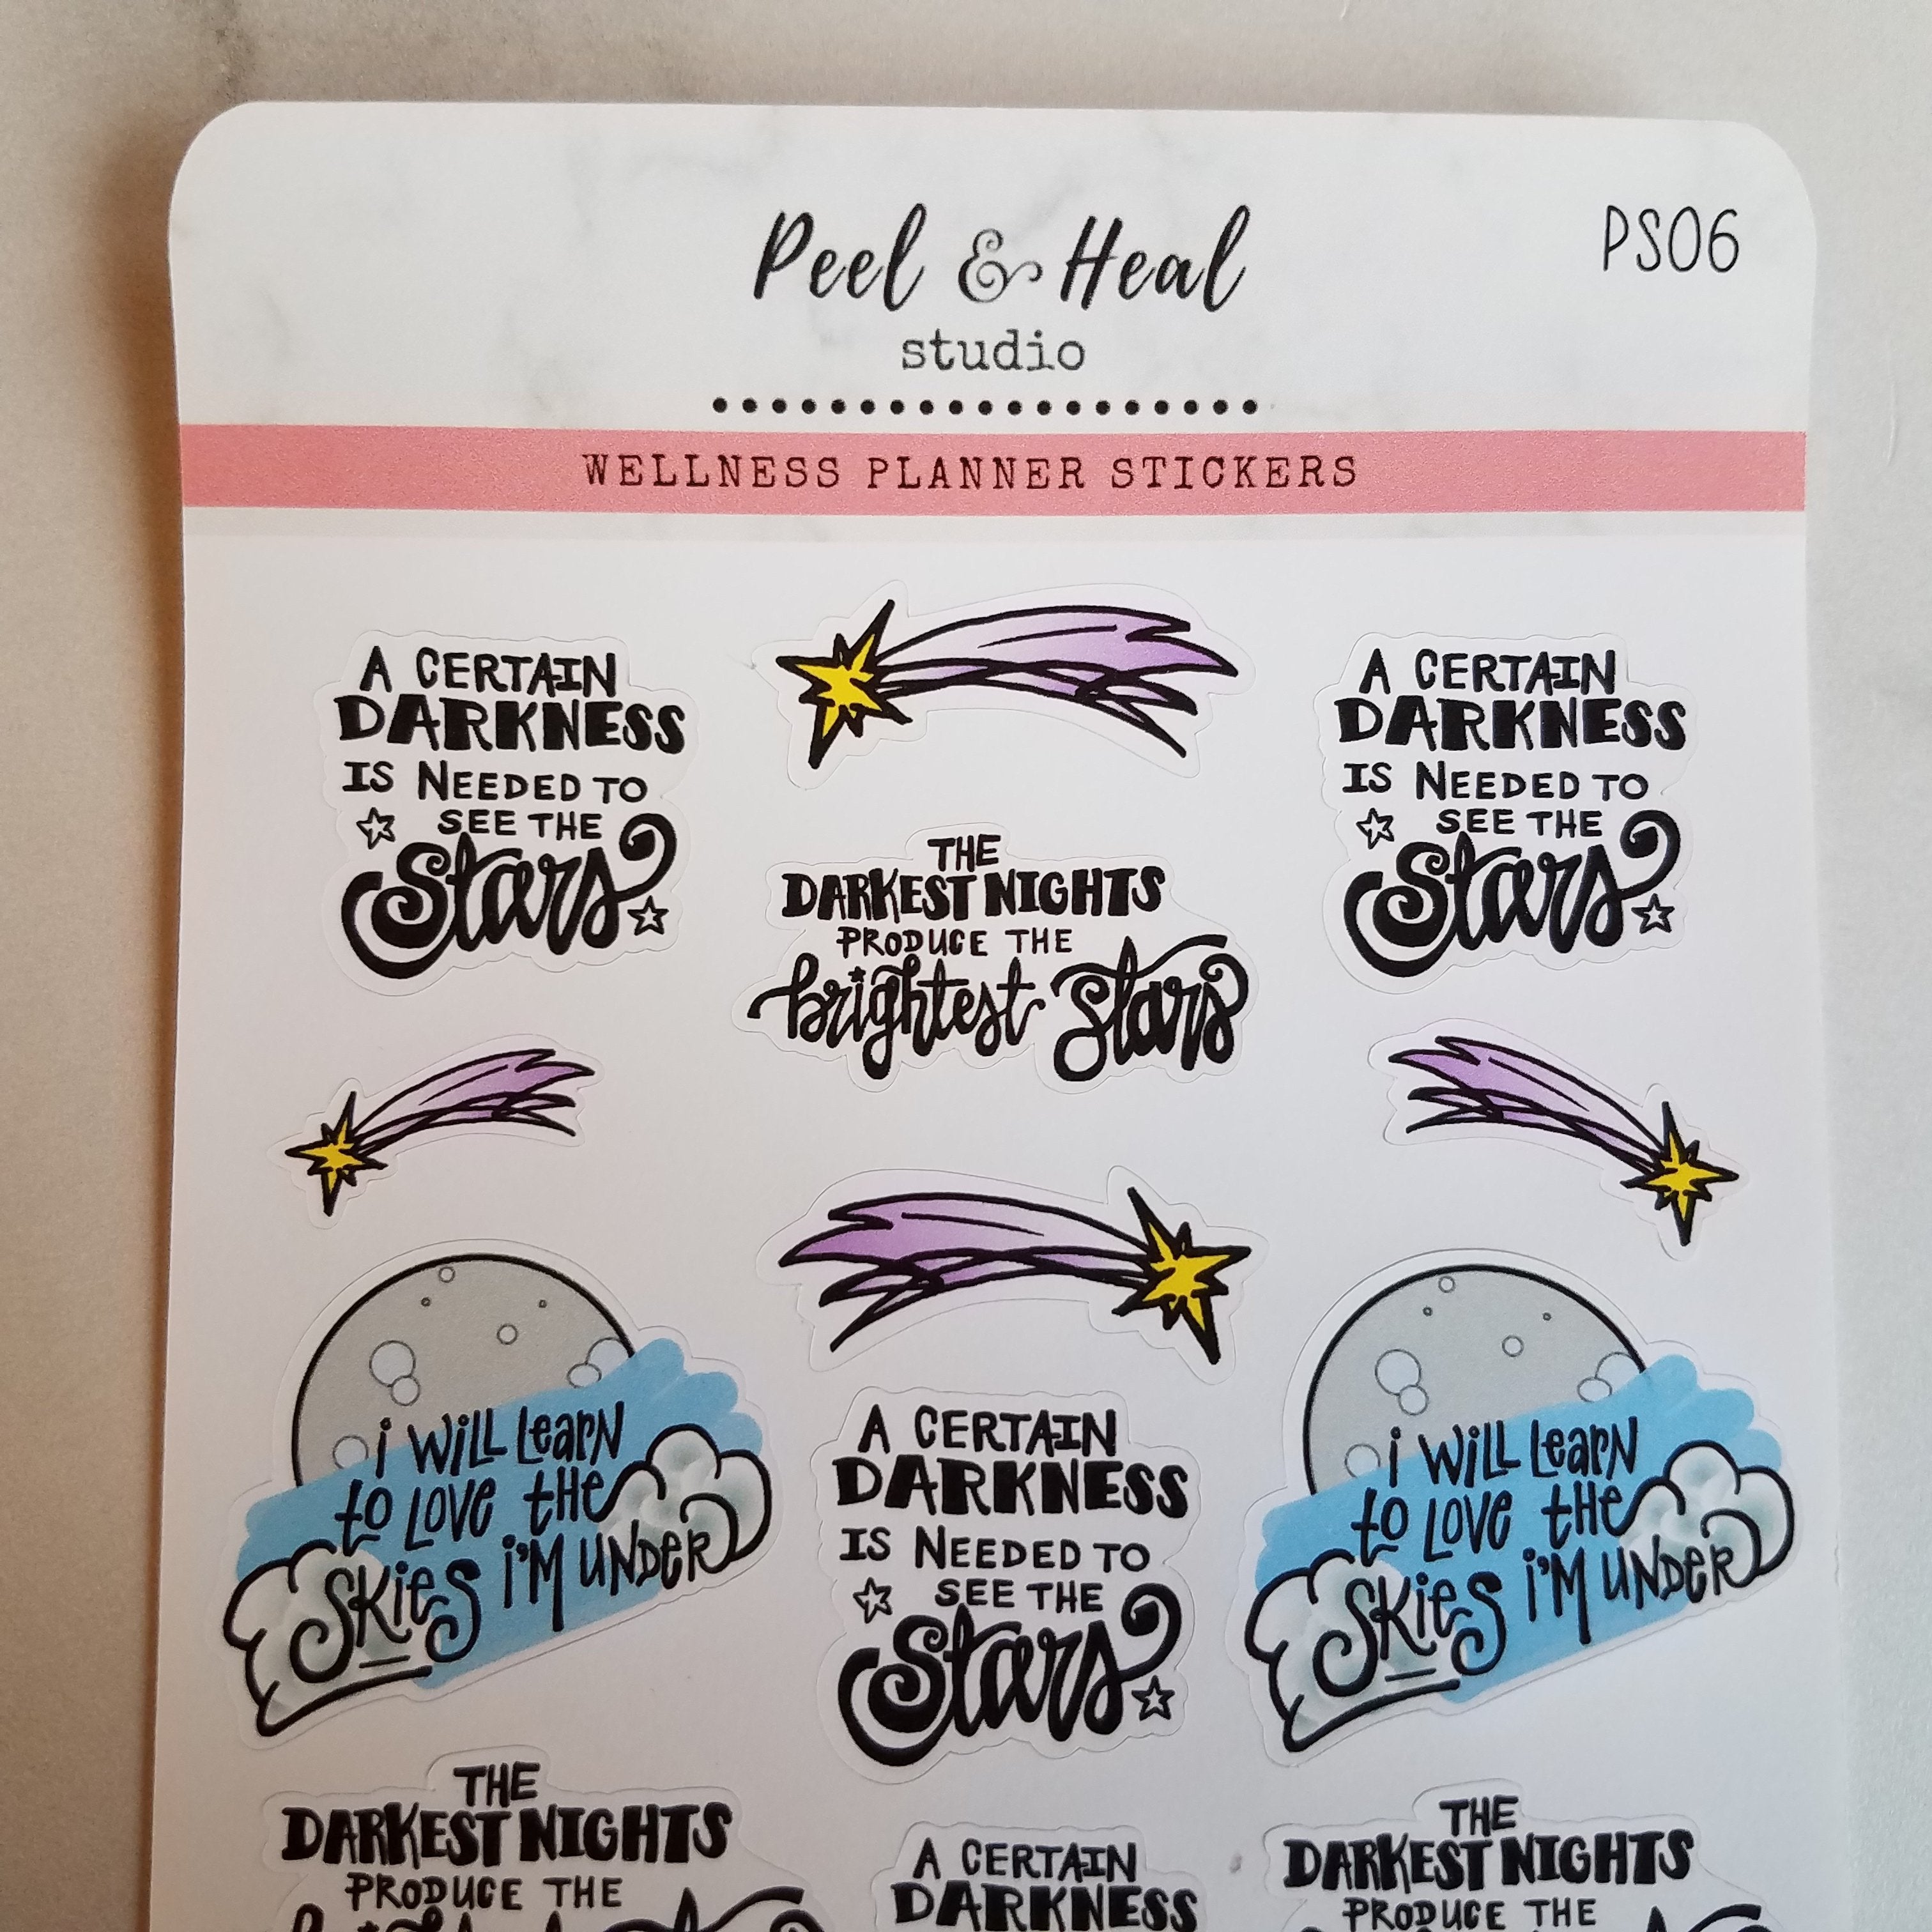 Peel & Heal
PS06
studio
WELLNESS PLANNER STICKERS
A CERTAIN
DARKNESS
IS NEEDED TO
SEE THE
Stars
THE
DARKEST NIGHTS
PRODUCE THE
brightest Stars
A CERTAIN
DARKNESS
IS NEEDED TO
SEE THE
Stars
i WiLL LeaRN
to Love tHe
SKies i'M UNDeR
A CERTAIN
DARKNESS
IS NEEDED TO
SEE THE
Stars
i WiLL LeaRN
to Love tHe
SKies i'M UNDeR
THE
DARKEST NIGHTS
PRODUCE THE
A CERTAIN
DARKNESS
THE
DARKEST NIGHTS
PRODUCE THE